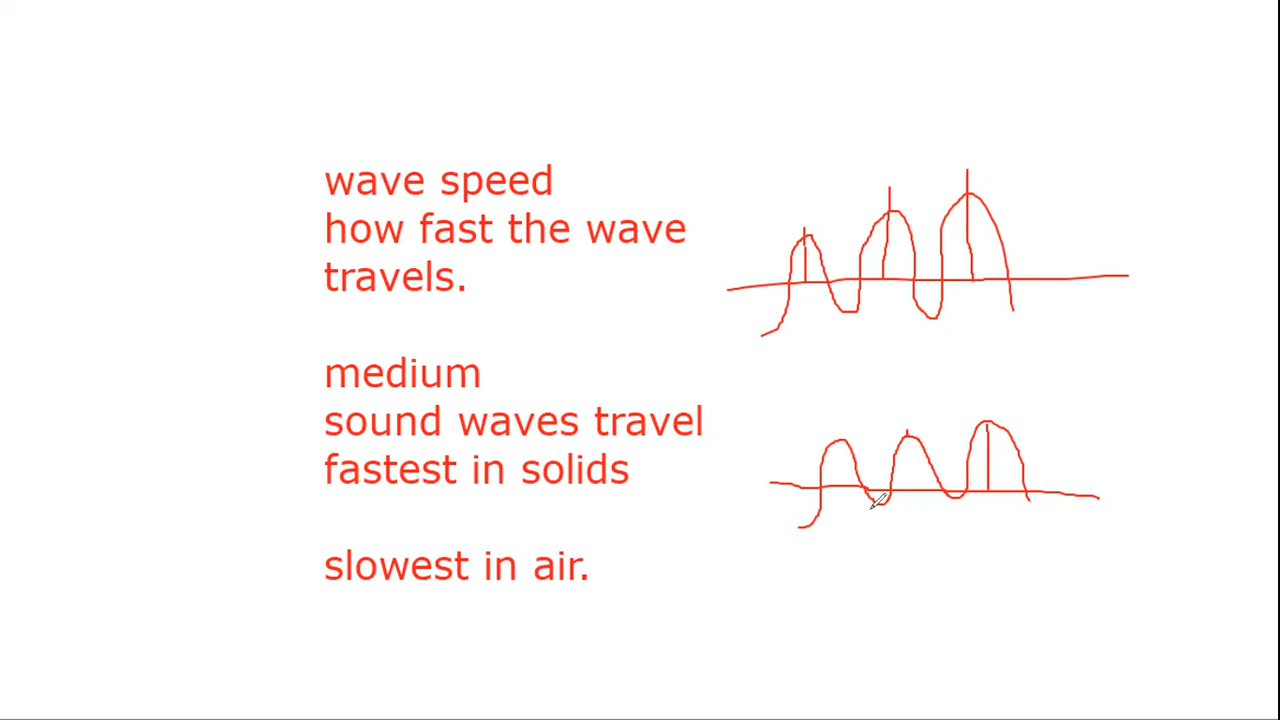 wave speed
how fast the wave
travels.
medium
sound waves travel
fastest in solids
slowest in air.